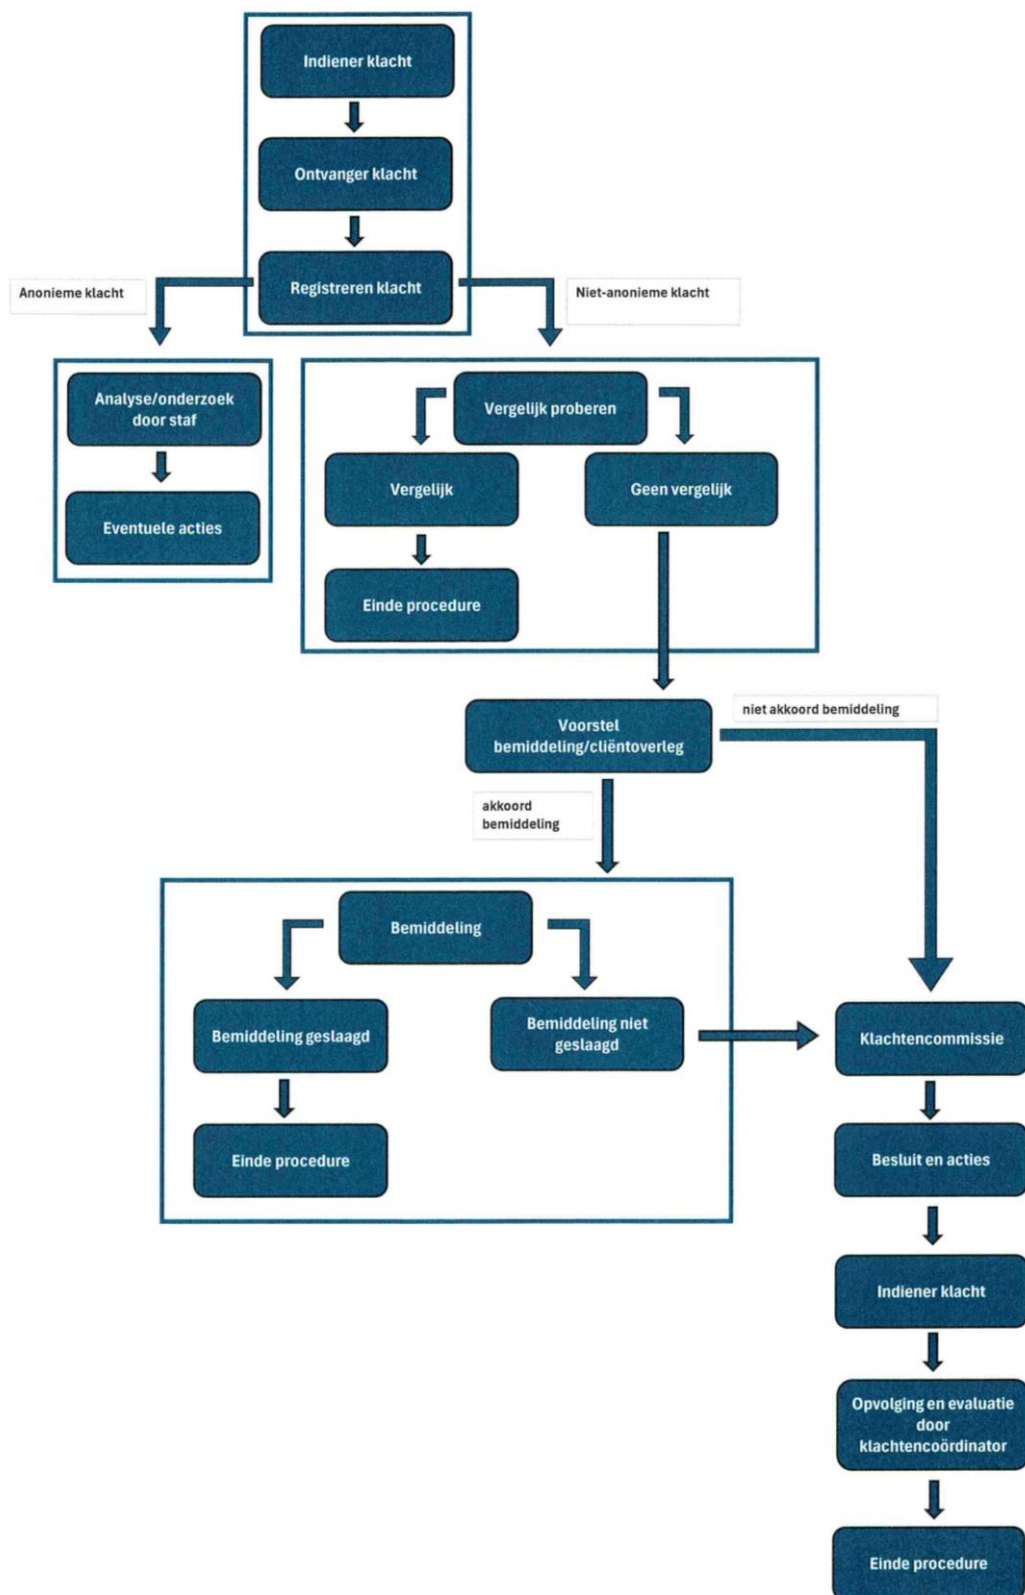 Indiener klacht
Ontvanger klacht
Registreren klacht
Anonieme klacht
Niet-anonieme klacht
Analyse/onderzoek
door staf
Eventuele acties
Vergelijk proberen
Vergelijk
Geen vergelijk
Einde procedure
Voorstel
bemiddeling/cliëntoverleg
niet akkoord bemiddeling
akkoord
bemiddeling
Bemiddeling
Bemiddeling geslaagd
Bemiddeling niet
geslaagd
Einde procedure
Klachtencommissie
Besluit en acties
Indiener klacht
Opvolging en evaluatie
door
klachtencoördinator
Einde procedure